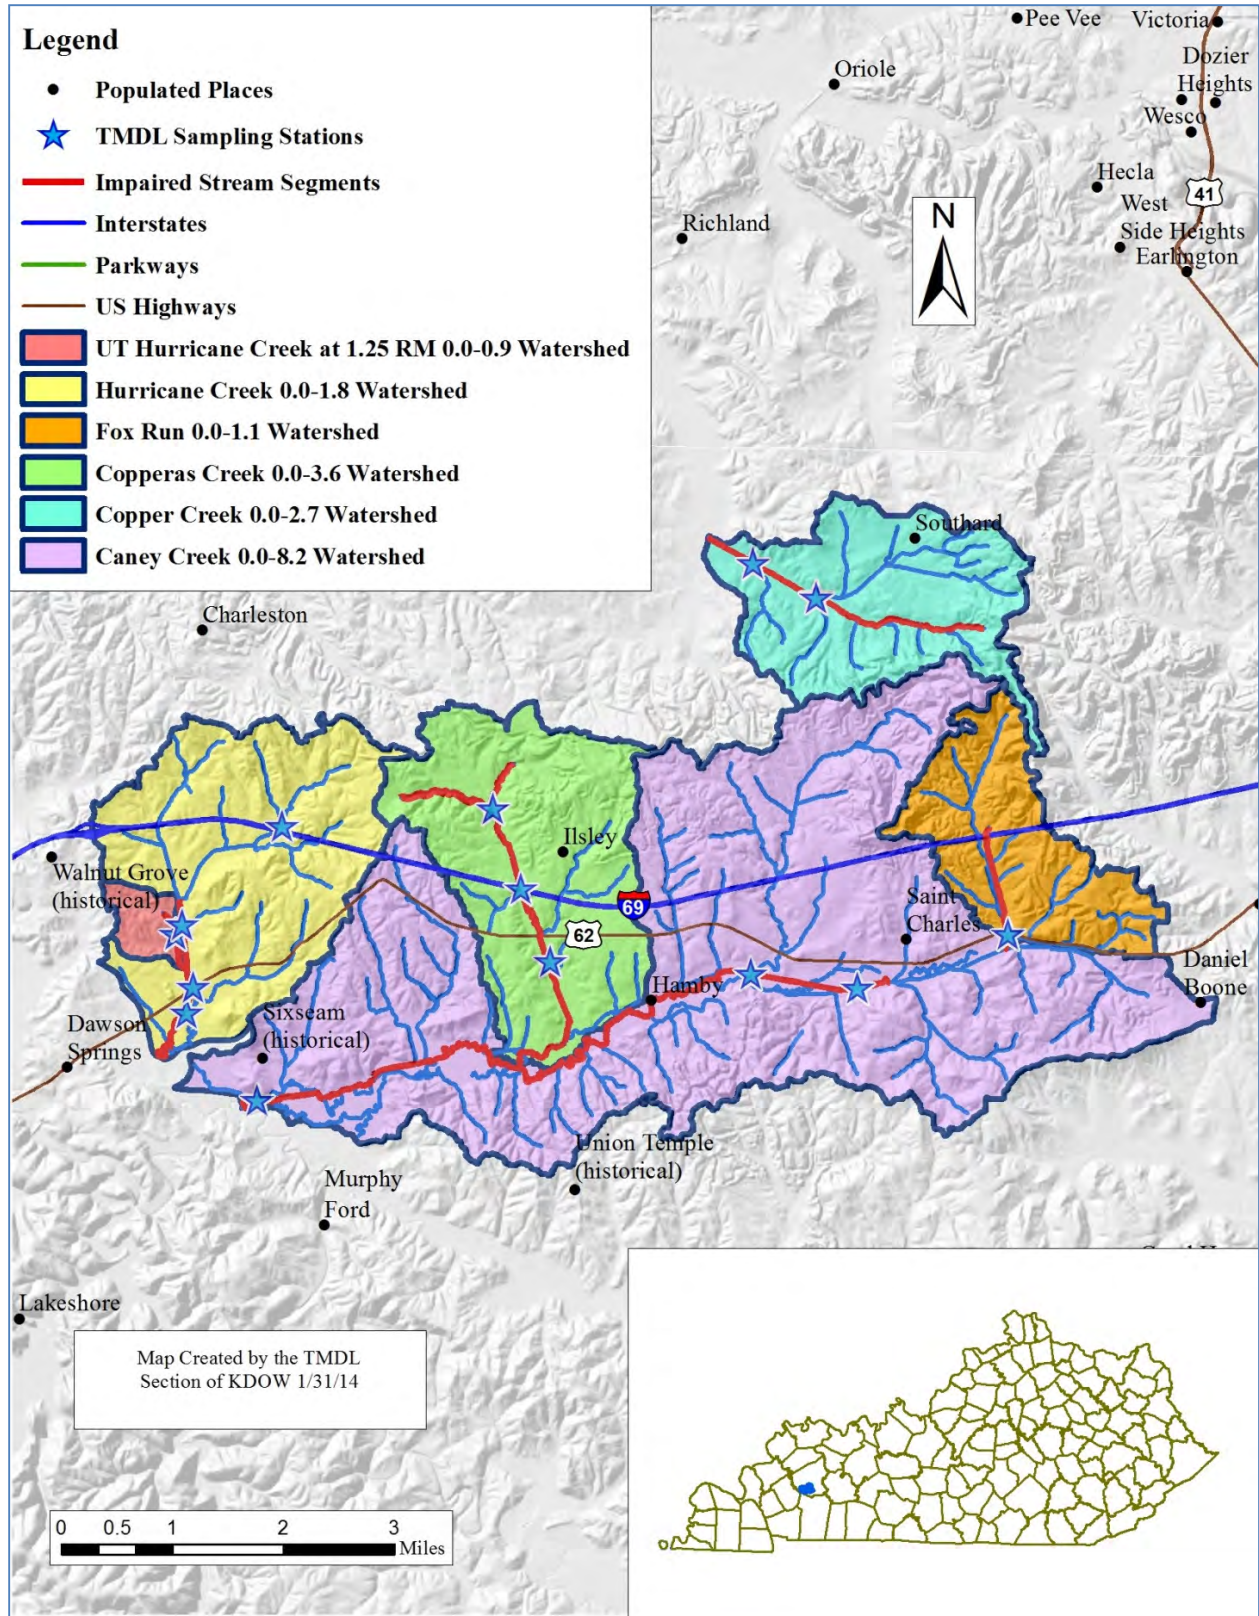 Legend
Populated Places
TMDL Sampling Stations
Impaired Stream Segments
Interstates
Parkways
US Highways
UT Hurricane Creek at 1.25 RM 0.0-0.9 Watershed
Hurricane Creek 0.0-1.8 Watershed
Fox Run 0.0-1.1 Watershed
Copperas Creek 0.0-3.6 Watershed
Copper Creek 0.0-2.7 Watershed
Caney Creek 0.0-8.2 Watershed
Pee Vee
Victoria
Dozier
Heights
Oriole
Wesco
Hecla
41
West
Side Heights
Earlington
Richland
N
Southard
Charleston
Ilsley
Walnut Grove
(historical)
69
62
Saint
Charles
Daniel
Boone
Hamby
Dawson
Springs
Sixseam
(historical)
Union Temple
(historical)
Murphy
Ford
Lakeshore
Map Created by the TMDL
Section of KDOW 1/31/14
0 0.5 1 2 3
Miles